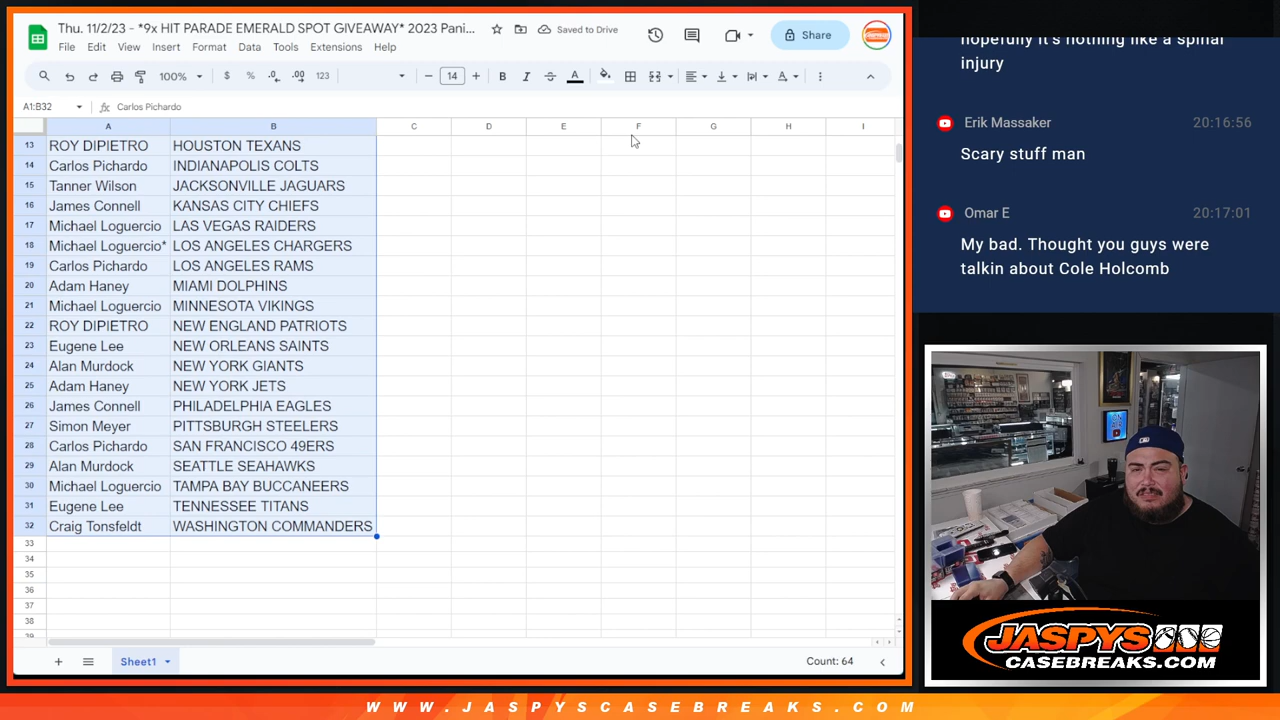 Thu. 11/2/23 - *9x HIT PARADE EMERALD SPOT GIVEAWAY* 2023 Pani...
Saved to Drive
Share
File Edit View Insert Format Data Tools Extensions Help
100% $ % .0 .00 123 14 B I A
A1:B32 fx Carlos Pichardo
A B C D E F G H I
13 ROY DIPIETRO HOUSTON TEXANS
14 Carlos Pichardo INDIANAPOLIS COLTS
15 Tanner Wilson JACKSONVILLE JAGUARS
16 James Connell KANSAS CITY CHIEFS
17 Michael Loguercio LAS VEGAS RAIDERS
18 Michael Loguercio* LOS ANGELES CHARGERS
19 Carlos Pichardo LOS ANGELES RAMS
20 Adam Haney MIAMI DOLPHINS
21 Michael Loguercio MINNESOTA VIKINGS
22 ROY DIPIETRO NEW ENGLAND PATRIOTS
23 Eugene Lee NEW ORLEANS SAINTS
24 Alan Murdock NEW YORK GIANTS
25 Adam Haney NEW YORK JETS
26 James Connell PHILADELPHIA EAGLES
27 Simon Meyer PITTSBURGH STEELERS
28 Carlos Pichardo SAN FRANCISCO 49ERS
29 Alan Murdock SEATTLE SEAHAWKS
30 Michael Loguercio TAMPA BAY BUCCANEERS
31 Eugene Lee TENNESSEE TITANS
32 Craig Tonsfeldt WASHINGTON COMMANDERS
33
34
35
36
37
38
39
Sheet1
Count: 64
hopefully it's nothing like a spinal
injury
Erik Massaker 20:16:56
Scary stuff man
Omar E 20:17:01
My bad. Thought you guys were
talkin about Cole Holcomb
JASPYS
CASEBREAKS.COM
WWW.JASPYSCASEBREAKS.COM